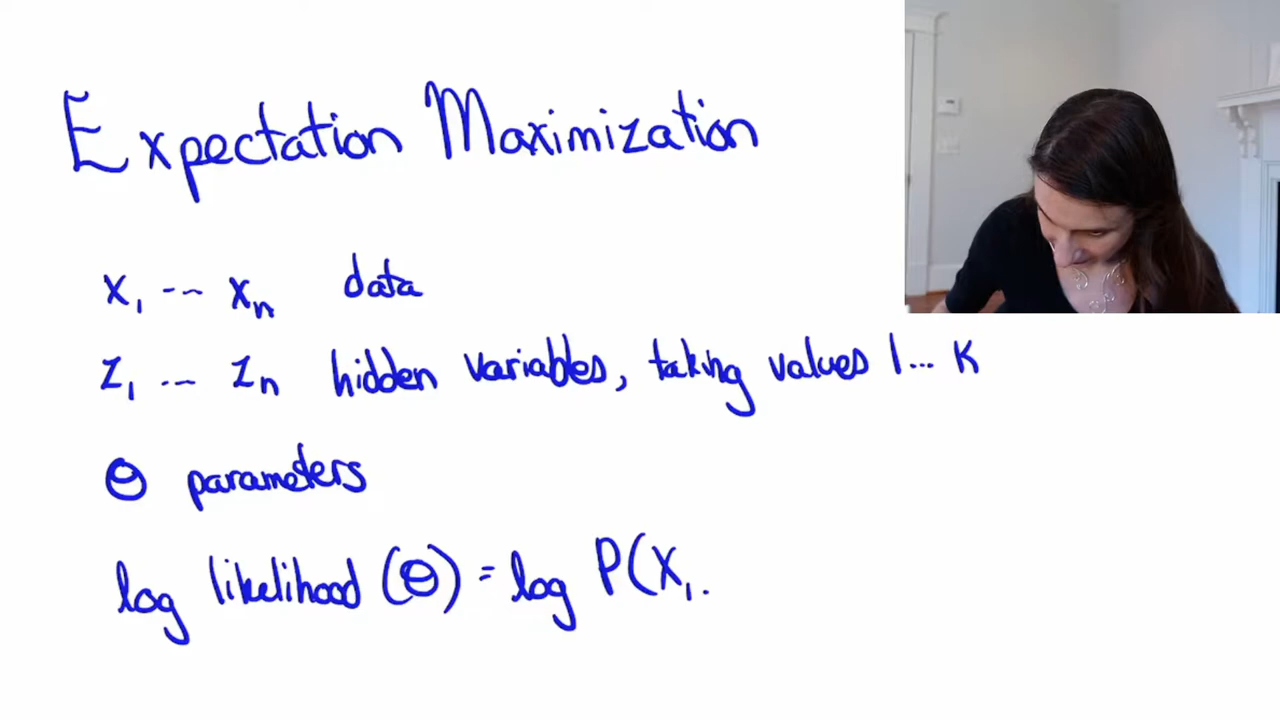 Expectation Maximization
x₁ ... xₙ data
z₁ ... zₙ hidden variables, taking values 1... K
Θ parameters
log likelihood (Θ) = log P(X₁.